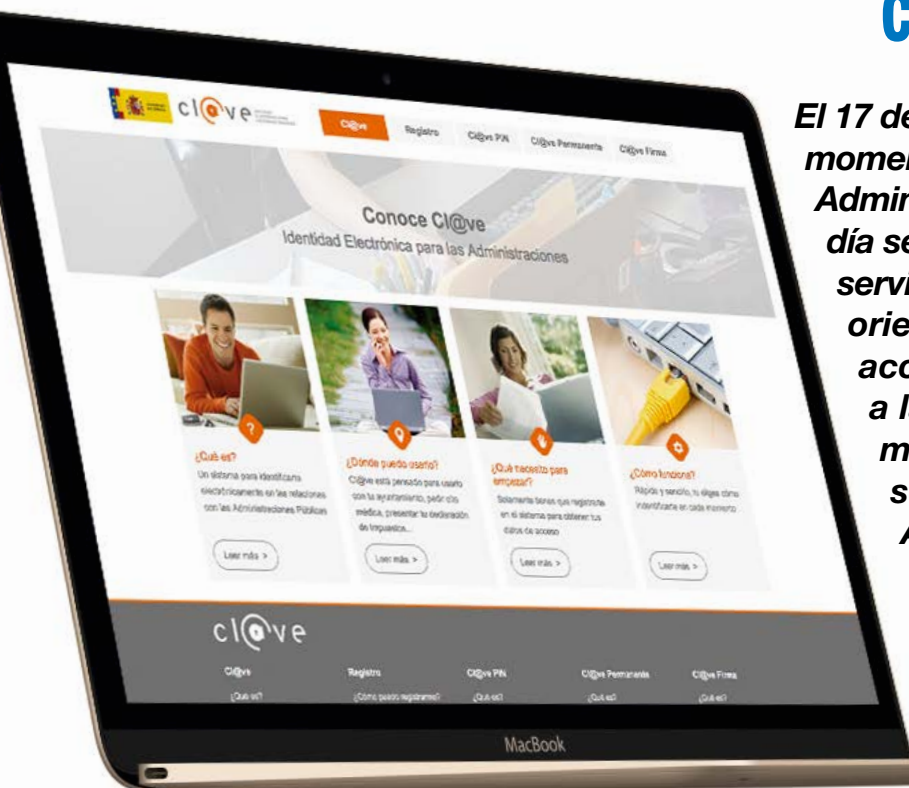 C
El 17 de
momen
Admin
día se
servi
orie
acc
a l
m
s
A
cl@ve
Cl@ve
Registro
Cl@ve PIN
Cl@ve Permanente
Cl@ve Firma
Conoce Cl@ve
Identidad Electrónica para las Administraciones
¿Qué es?
Un sistema para identificarte
electrónicamente en las relaciones
con las Administraciones Públicas
Leer más >
¿Dónde puedo usarlo?
Cl@ve está pensado para usarlo
con tu ayuntamiento, pedir cita
médica, presentar tu declaración
de impuestos...
Leer más >
¿Qué necesito para
empezar?
Solamente tienes que registrarte
en el sistema para obtener tus
datos de acceso
Leer más >
¿Cómo funciona?
Rápido y sencillo, tu eliges cómo
indentificarte en cada momento
Leer más >
cl@ve
Cl@ve
¿Qué es?
Registro
¿Cómo puedo registrarme?
Cl@ve PIN
¿Qué es?
Cl@ve Permanente
¿Qué es?
Cl@ve Firma
¿Qué es?
MacBook